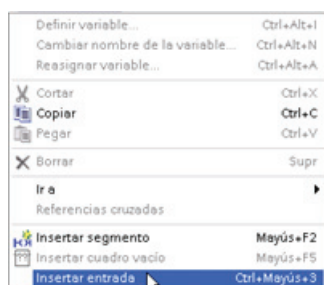 Definir variable... Ctrl+Alt+I
Cambiar nombre de la variable... Ctrl+Alt+N
Reasignar variable... Ctrl+Alt+A
Cortar Ctrl+X
Copiar Ctrl+C
Pegar Ctrl+V
Borrar Supr
Ir a
Referencias cruzadas
Insertar segmento Mayús+F2
Insertar cuadro vacío Mayús+F5
Insertar entrada Ctrl+Mayús+3